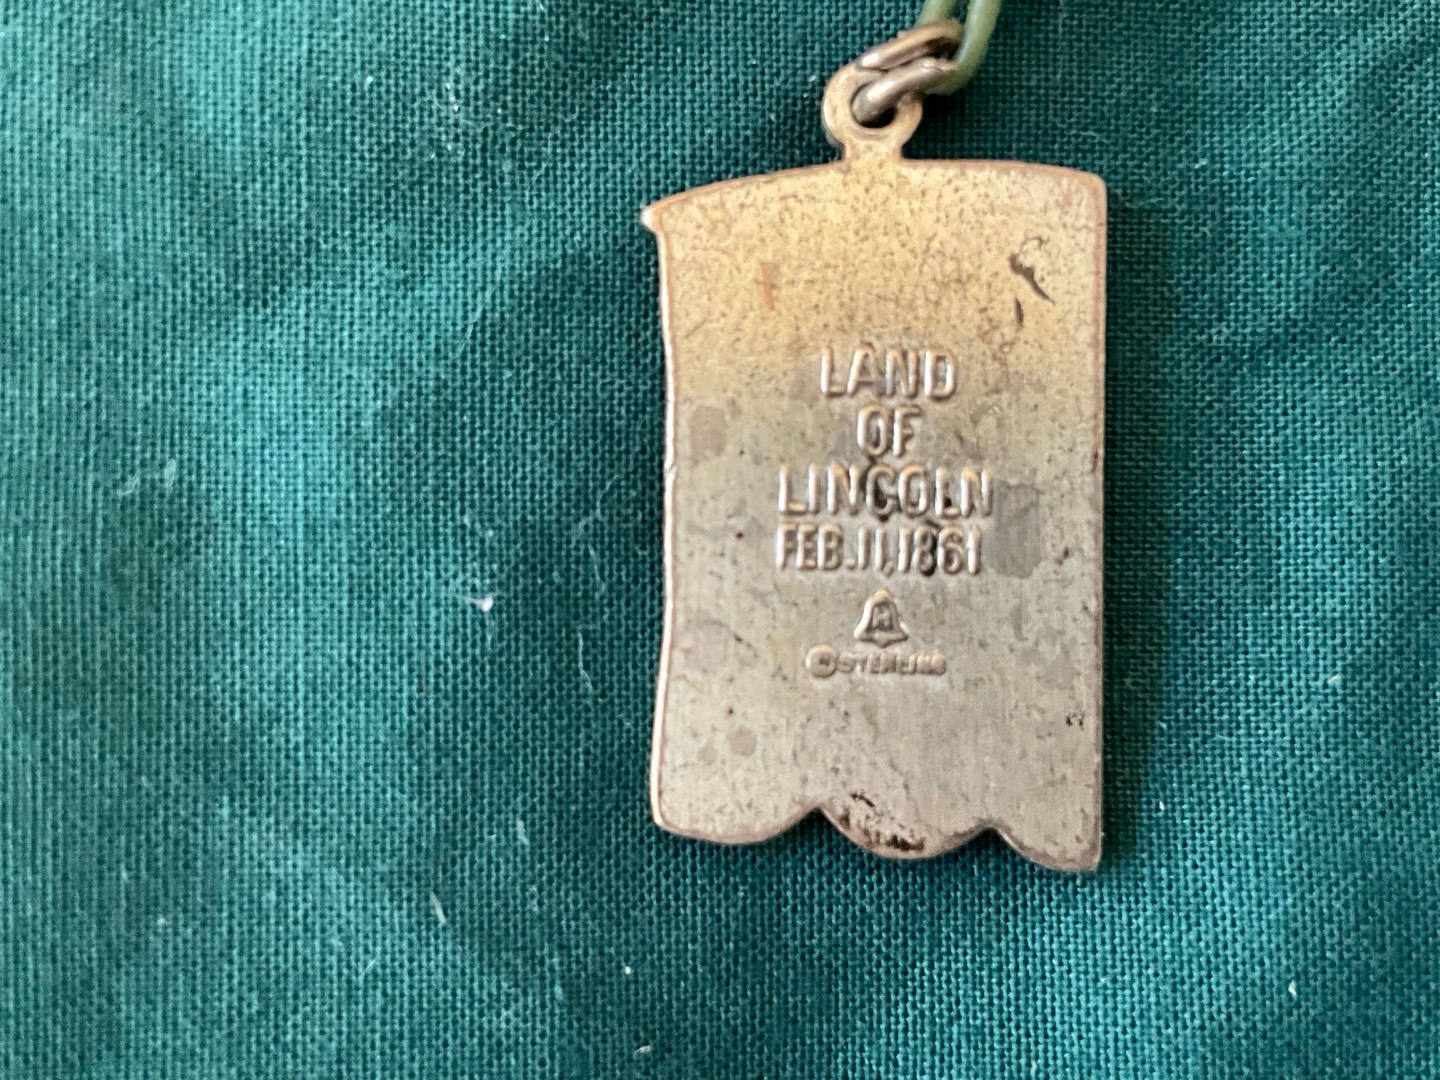 LAND
OF
LINCOLN
FEB.11,1861
M
© STERLING